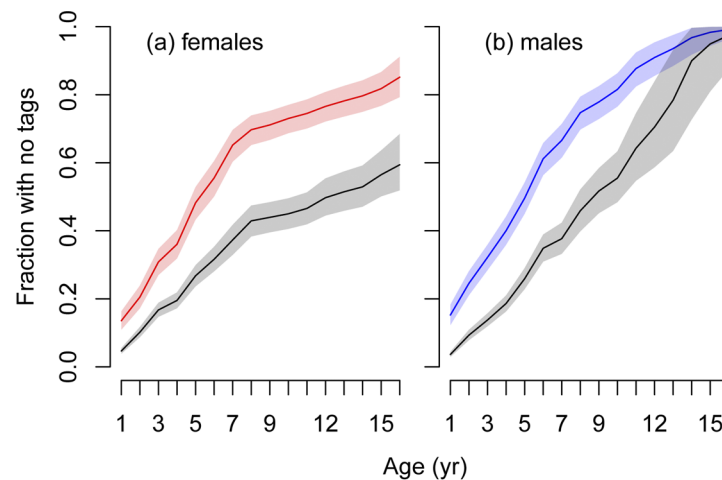 (a) females
(b) males
Fraction with no tags
1.0
0.8
0.6
0.4
0.2
0.0
1 3 5 7 9 12 15
1 3 5 7 9 12 15
Age (yr)